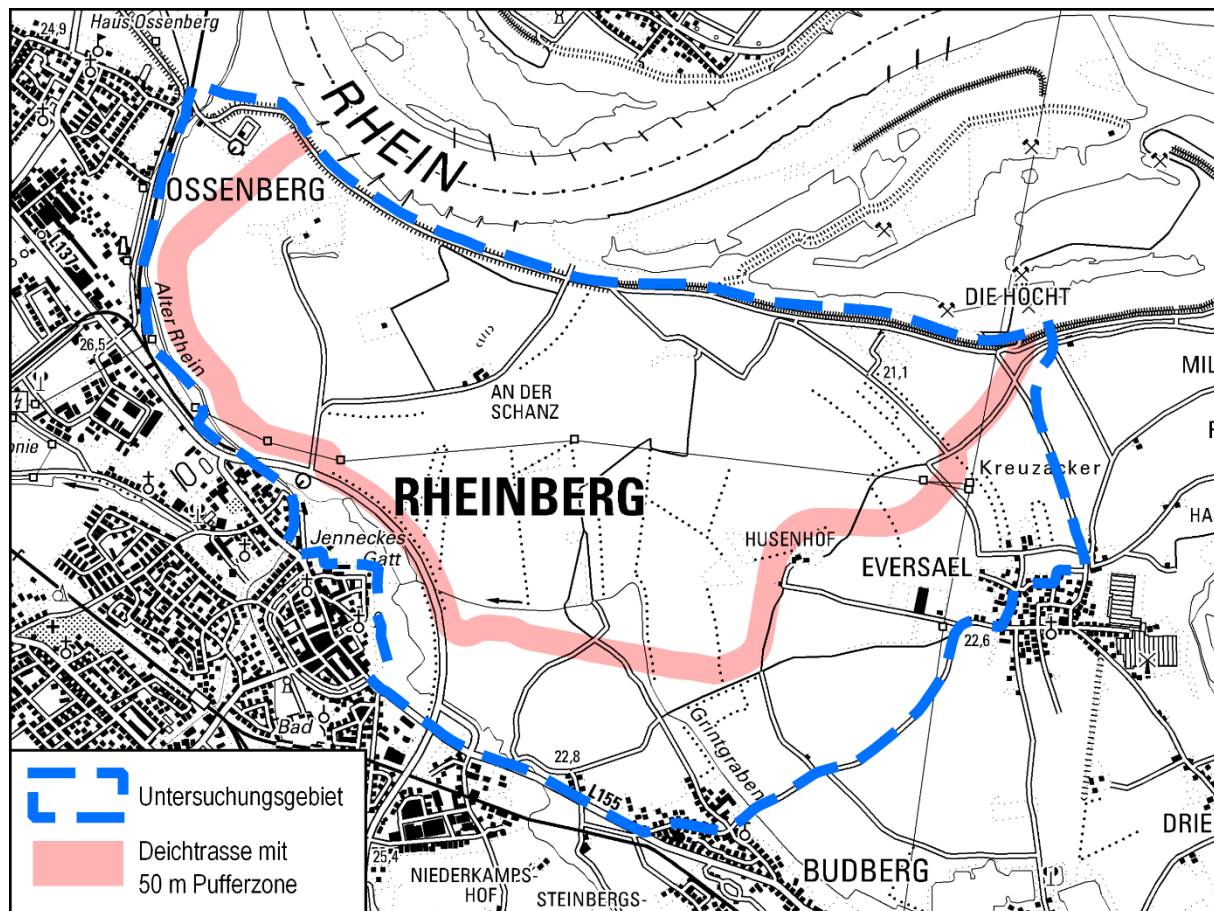 Haus Ossenberg
24,9
RHEIN
OSSENBERG
L137
Alter Rhein
26,5
DIE HOCHT
MIL
21,1
AN DER
SCHANZ
onie
Kreuzäcker
RHEINBERG
HUSENHOF
HA
Jenneckes
Gatt
EVERSAEL
22,6
Bad
Grintgraben
22,8
L155
DRIE
25,4
BUDBERG
NIEDERKAMPS-
HOF
STEINBERGS-
Untersuchungsgebiet
Deichtrasse mit
50 m Pufferzone